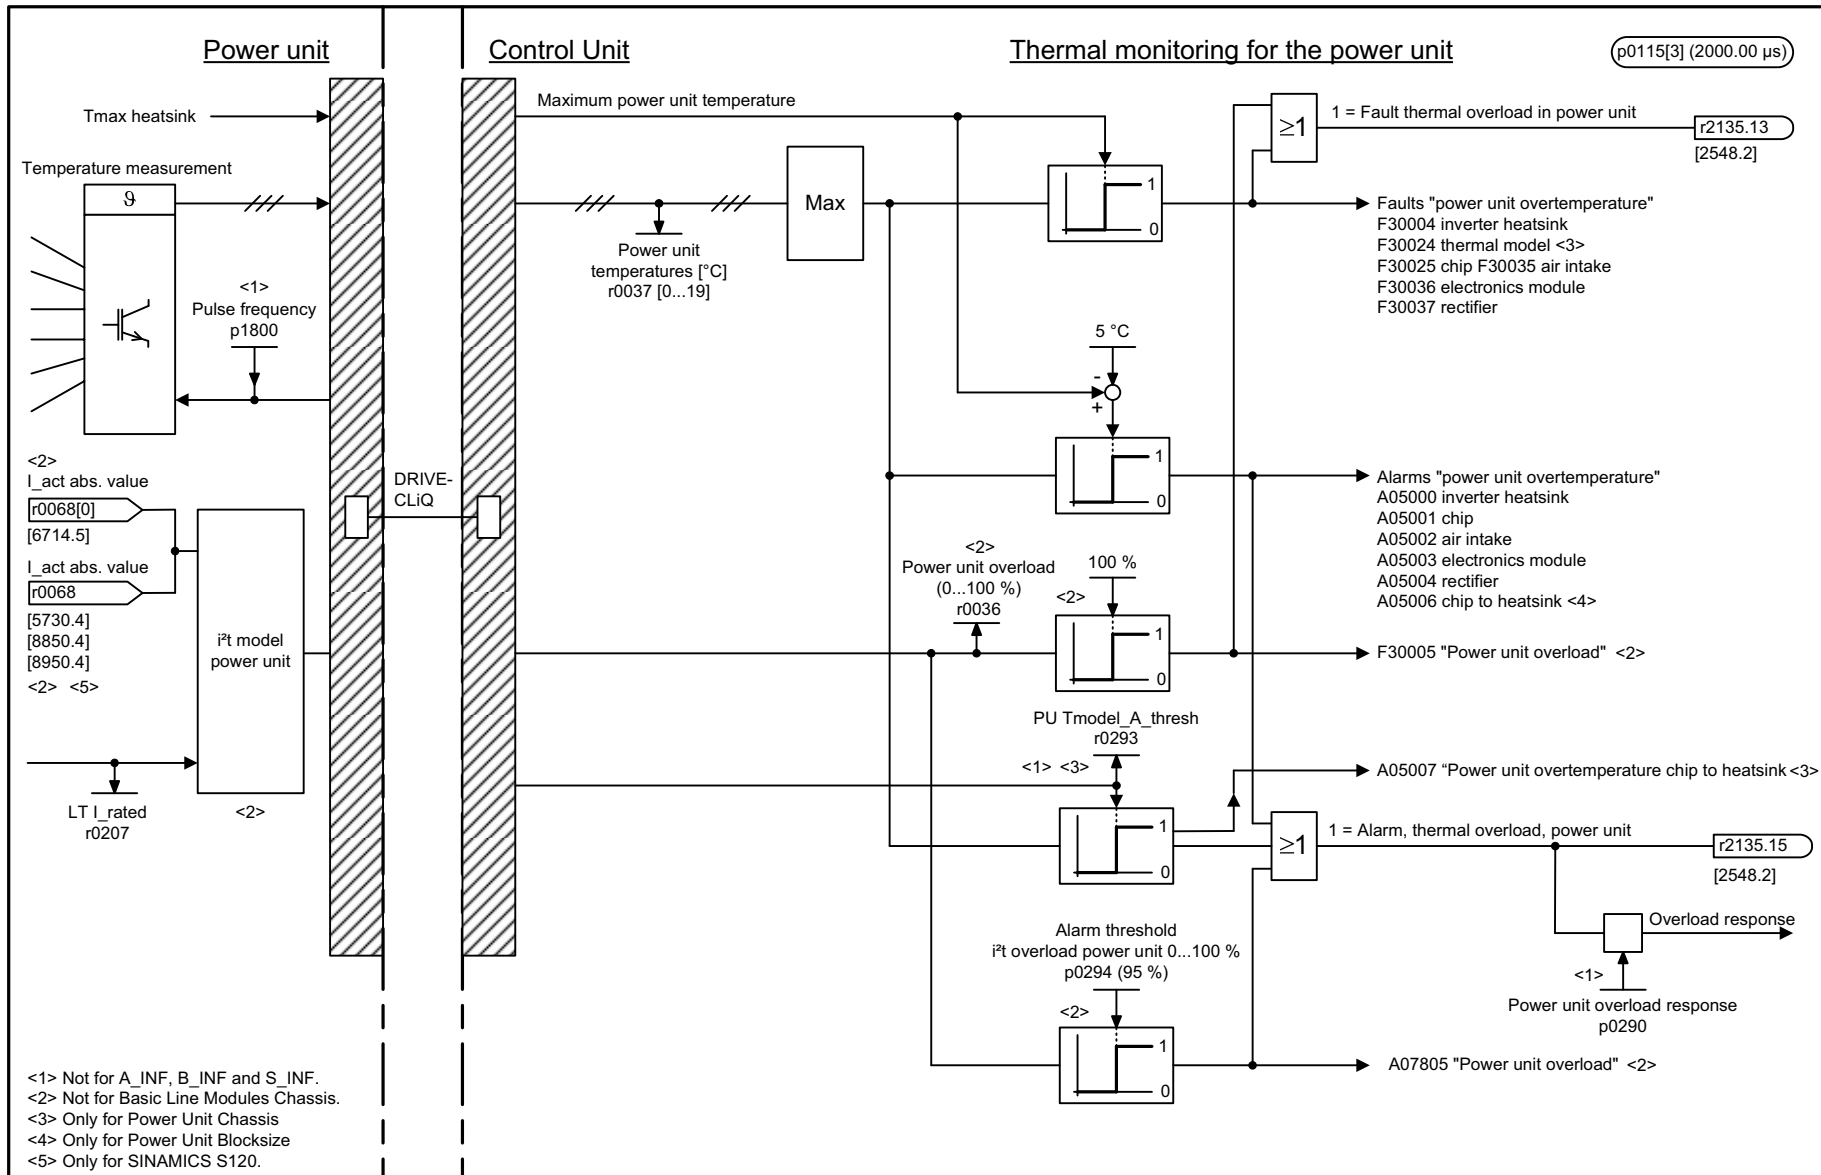 Power unit
Control Unit
Thermal monitoring for the power unit
p0115[3] (2000.00 µs)
Tmax heatsink
Maximum power unit temperature
≥1
1 = Fault thermal overload in power unit
r2135.13
[2548.2]
Temperature measurement
ϑ
Max
1
0
Power unit
temperatures [°C]
r0037 [0...19]
Faults "power unit overtemperature"
F30004 inverter heatsink
F30024 thermal model <3>
F30025 chip F30035 air intake
F30036 electronics module
F30037 rectifier
<1>
Pulse frequency
p1800
5 °C
-
+
<2>
I_act abs. value
r0068[0]
[6714.5]
I_act abs. value
r0068
[5730.4]
[8850.4]
[8950.4]
<2> <5>
i²t model
power unit
<2>
LT I_rated
r0207
DRIVE-
CLiQ
1
0
Alarms "power unit overtemperature"
A05000 inverter heatsink
A05001 chip
A05002 air intake
A05003 electronics module
A05004 rectifier
A05006 chip to heatsink <4>
<2>
Power unit overload
(0...100 %)
r0036
100 %
<2>
1
0
F30005 "Power unit overload" <2>
PU Tmodel_A_thresh
r0293
<1> <3>
1
0
A05007 “Power unit overtemperature chip to heatsink <3>
≥1
1 = Alarm, thermal overload, power unit
r2135.15
[2548.2]
Overload response
<1>
Power unit overload response
p0290
Alarm threshold
i²t overload power unit 0...100 %
p0294 (95 %)
<2>
1
0
A07805 "Power unit overload" <2>
<1> Not for A_INF, B_INF and S_INF.
<2> Not for Basic Line Modules Chassis.
<3> Only for Power Unit Chassis
<4> Only for Power Unit Blocksize
<5> Only for SINAMICS S120.